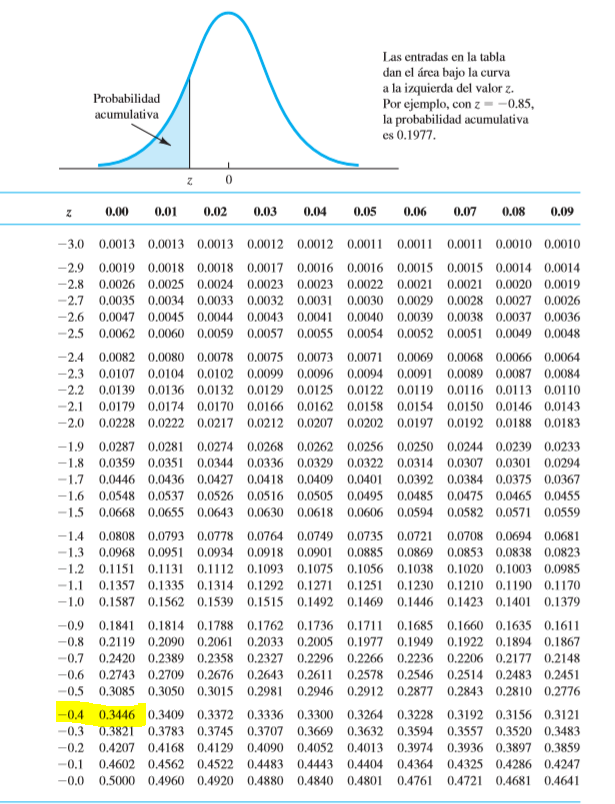 Las entradas en la tabla
dan el área bajo la curva
a la izquierda del valor z.
Por ejemplo, con z = −0.85,
la probabilidad acumulativa
es 0.1977.
Probabilidad
acumulativa
z 0
z 0.00 0.01 0.02 0.03 0.04 0.05 0.06 0.07 0.08 0.09
−3.0 0.0013 0.0013 0.0013 0.0012 0.0012 0.0011 0.0011 0.0011 0.0010 0.0010
−2.9 0.0019 0.0018 0.0018 0.0017 0.0016 0.0016 0.0015 0.0015 0.0014 0.0014
−2.8 0.0026 0.0025 0.0024 0.0023 0.0023 0.0022 0.0021 0.0021 0.0020 0.0019
−2.7 0.0035 0.0034 0.0033 0.0032 0.0031 0.0030 0.0029 0.0028 0.0027 0.0026
−2.6 0.0047 0.0045 0.0044 0.0043 0.0041 0.0040 0.0039 0.0038 0.0037 0.0036
−2.5 0.0062 0.0060 0.0059 0.0057 0.0055 0.0054 0.0052 0.0051 0.0049 0.0048
−2.4 0.0082 0.0080 0.0078 0.0075 0.0073 0.0071 0.0069 0.0068 0.0066 0.0064
−2.3 0.0107 0.0104 0.0102 0.0099 0.0096 0.0094 0.0091 0.0089 0.0087 0.0084
−2.2 0.0139 0.0136 0.0132 0.0129 0.0125 0.0122 0.0119 0.0116 0.0113 0.0110
−2.1 0.0179 0.0174 0.0170 0.0166 0.0162 0.0158 0.0154 0.0150 0.0146 0.0143
−2.0 0.0228 0.0222 0.0217 0.0212 0.0207 0.0202 0.0197 0.0192 0.0188 0.0183
−1.9 0.0287 0.0281 0.0274 0.0268 0.0262 0.0256 0.0250 0.0244 0.0239 0.0233
−1.8 0.0359 0.0351 0.0344 0.0336 0.0329 0.0322 0.0314 0.0307 0.0301 0.0294
−1.7 0.0446 0.0436 0.0427 0.0418 0.0409 0.0401 0.0392 0.0384 0.0375 0.0367
−1.6 0.0548 0.0537 0.0526 0.0516 0.0505 0.0495 0.0485 0.0475 0.0465 0.0455
−1.5 0.0668 0.0655 0.0643 0.0630 0.0618 0.0606 0.0594 0.0582 0.0571 0.0559
−1.4 0.0808 0.0793 0.0778 0.0764 0.0749 0.0735 0.0721 0.0708 0.0694 0.0681
−1.3 0.0968 0.0951 0.0934 0.0918 0.0901 0.0885 0.0869 0.0853 0.0838 0.0823
−1.2 0.1151 0.1131 0.1112 0.1093 0.1075 0.1056 0.1038 0.1020 0.1003 0.0985
−1.1 0.1357 0.1335 0.1314 0.1292 0.1271 0.1251 0.1230 0.1210 0.1190 0.1170
−1.0 0.1587 0.1562 0.1539 0.1515 0.1492 0.1469 0.1446 0.1423 0.1401 0.1379
−0.9 0.1841 0.1814 0.1788 0.1762 0.1736 0.1711 0.1685 0.1660 0.1635 0.1611
−0.8 0.2119 0.2090 0.2061 0.2033 0.2005 0.1977 0.1949 0.1922 0.1894 0.1867
−0.7 0.2420 0.2389 0.2358 0.2327 0.2296 0.2266 0.2236 0.2206 0.2177 0.2148
−0.6 0.2743 0.2709 0.2676 0.2643 0.2611 0.2578 0.2546 0.2514 0.2483 0.2451
−0.5 0.3085 0.3050 0.3015 0.2981 0.2946 0.2912 0.2877 0.2843 0.2810 0.2776
−0.4 0.3446 0.3409 0.3372 0.3336 0.3300 0.3264 0.3228 0.3192 0.3156 0.3121
−0.3 0.3821 0.3783 0.3745 0.3707 0.3669 0.3632 0.3594 0.3557 0.3520 0.3483
−0.2 0.4207 0.4168 0.4129 0.4090 0.4052 0.4013 0.3974 0.3936 0.3897 0.3859
−0.1 0.4602 0.4562 0.4522 0.4483 0.4443 0.4404 0.4364 0.4325 0.4286 0.4247
−0.0 0.5000 0.4960 0.4920 0.4880 0.4840 0.4801 0.4761 0.4721 0.4681 0.4641